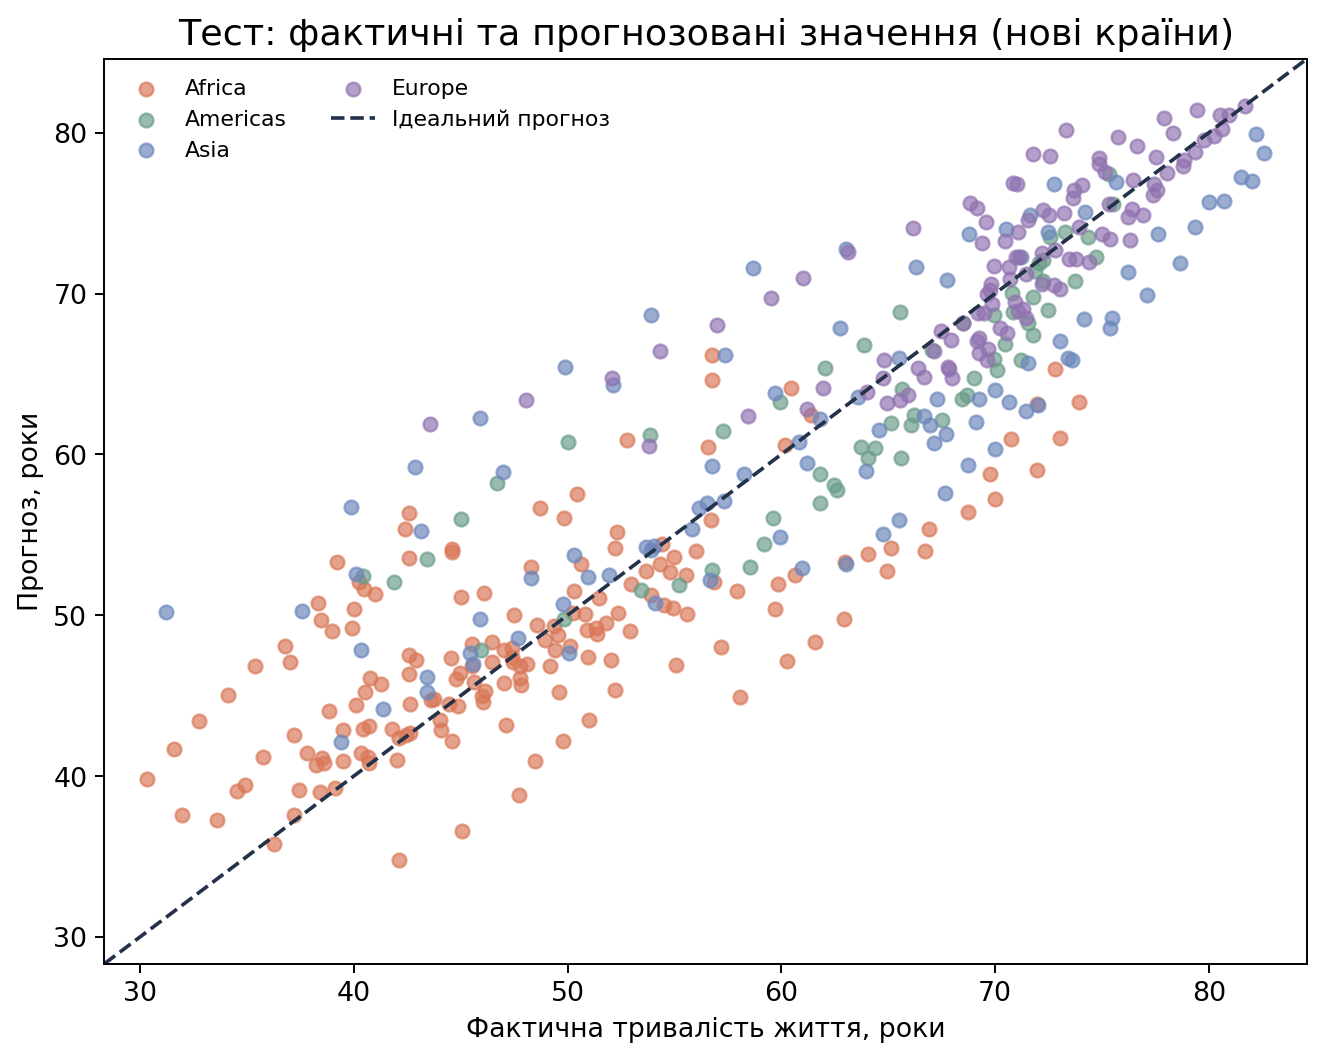 Тест: фактичні та прогнозовані значення (нові країни)
Africa
Americas
Asia
Europe
Ідеальний прогноз
Прогноз, роки
80
70
60
50
40
30
30 40 50 60 70 80
Фактична тривалість життя, роки